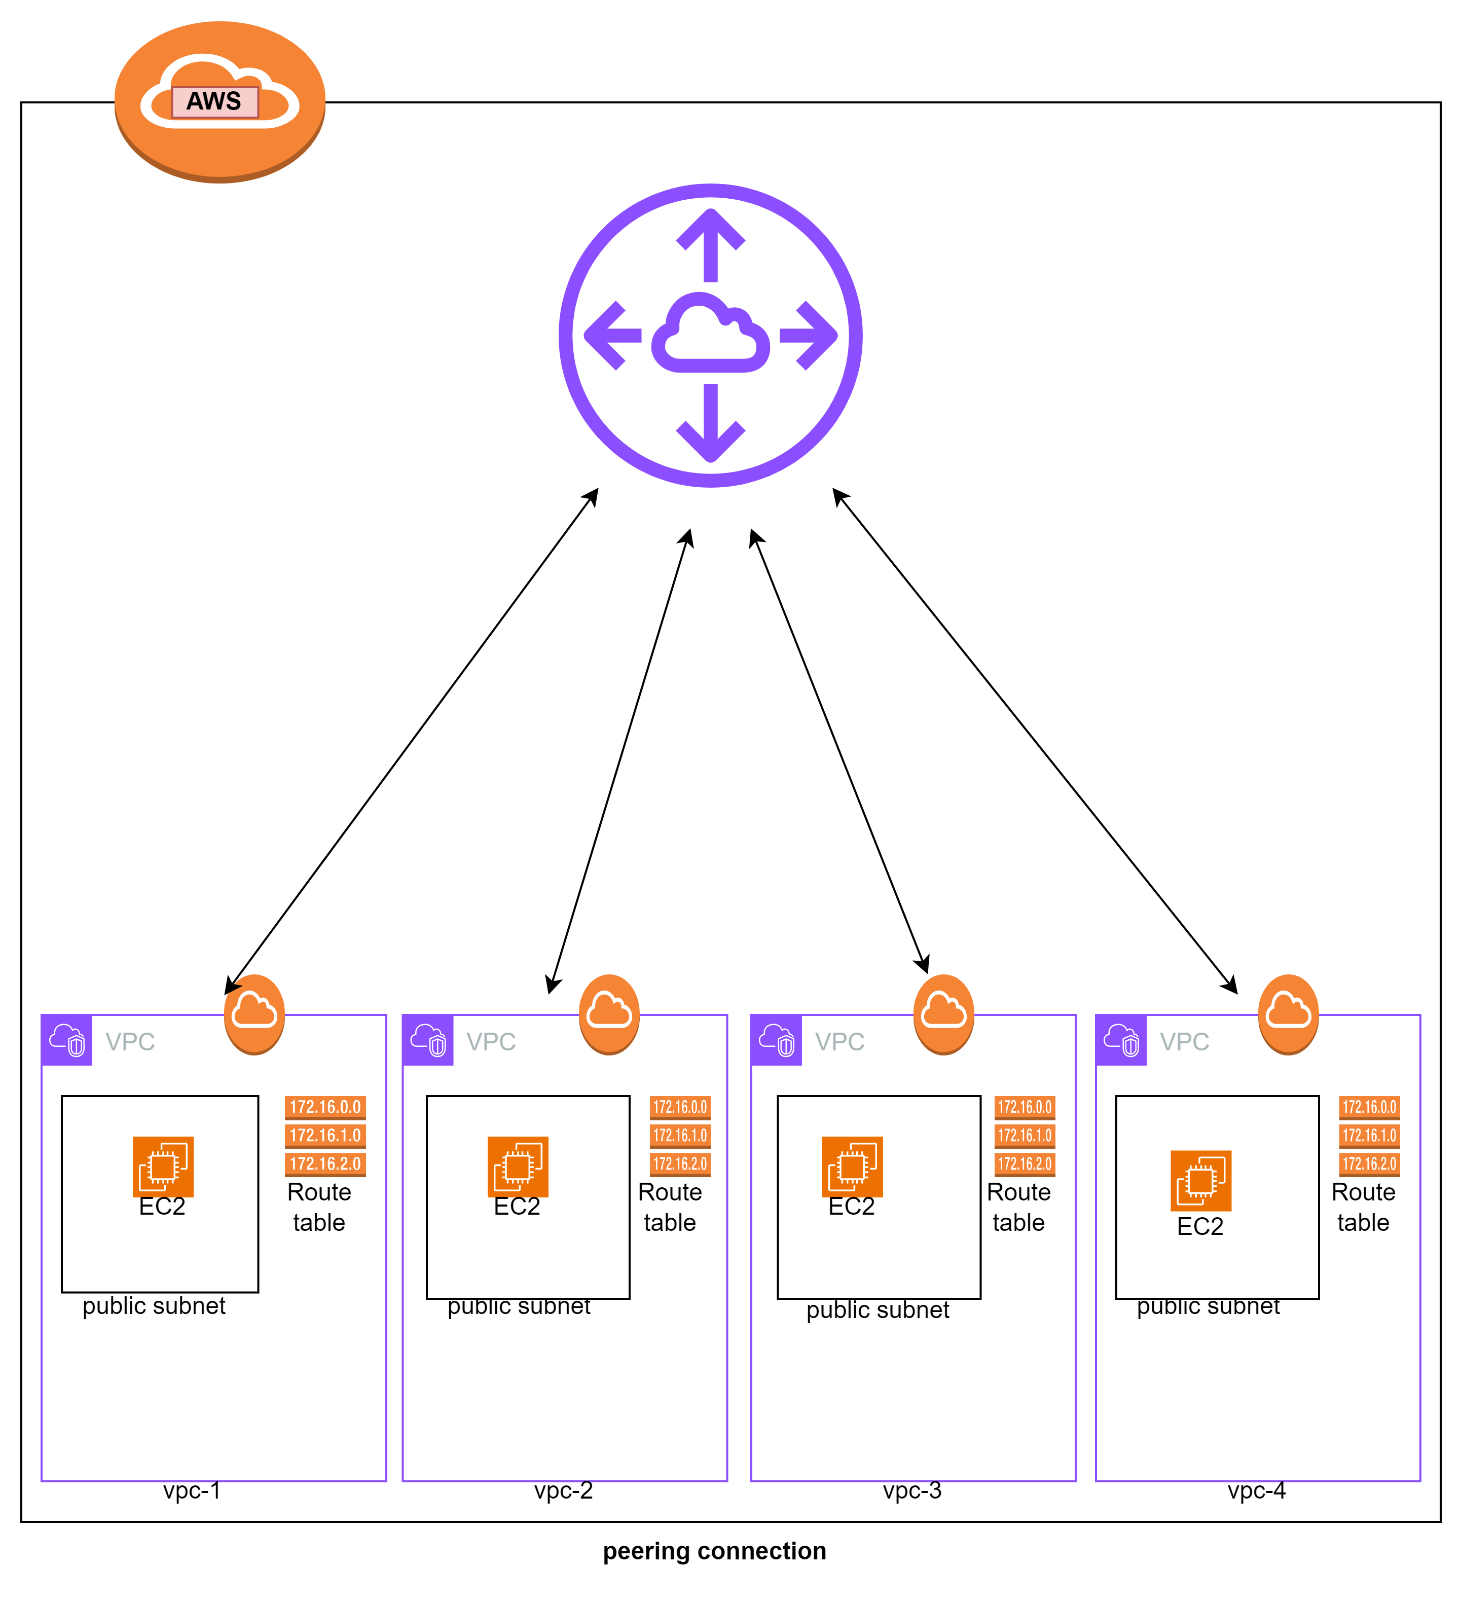 AWS
VPC
VPC
VPC
VPC
172.16.0.0
172.16.1.0
172.16.2.0
Route
table
172.16.0.0
172.16.1.0
172.16.2.0
Route
table
172.16.0.0
172.16.1.0
172.16.2.0
Route
table
172.16.0.0
172.16.1.0
172.16.2.0
Route
table
EC2
EC2
EC2
EC2
public subnet
public subnet
public subnet
public subnet
vpc-1
vpc-2
vpc-3
vpc-4
peering connection